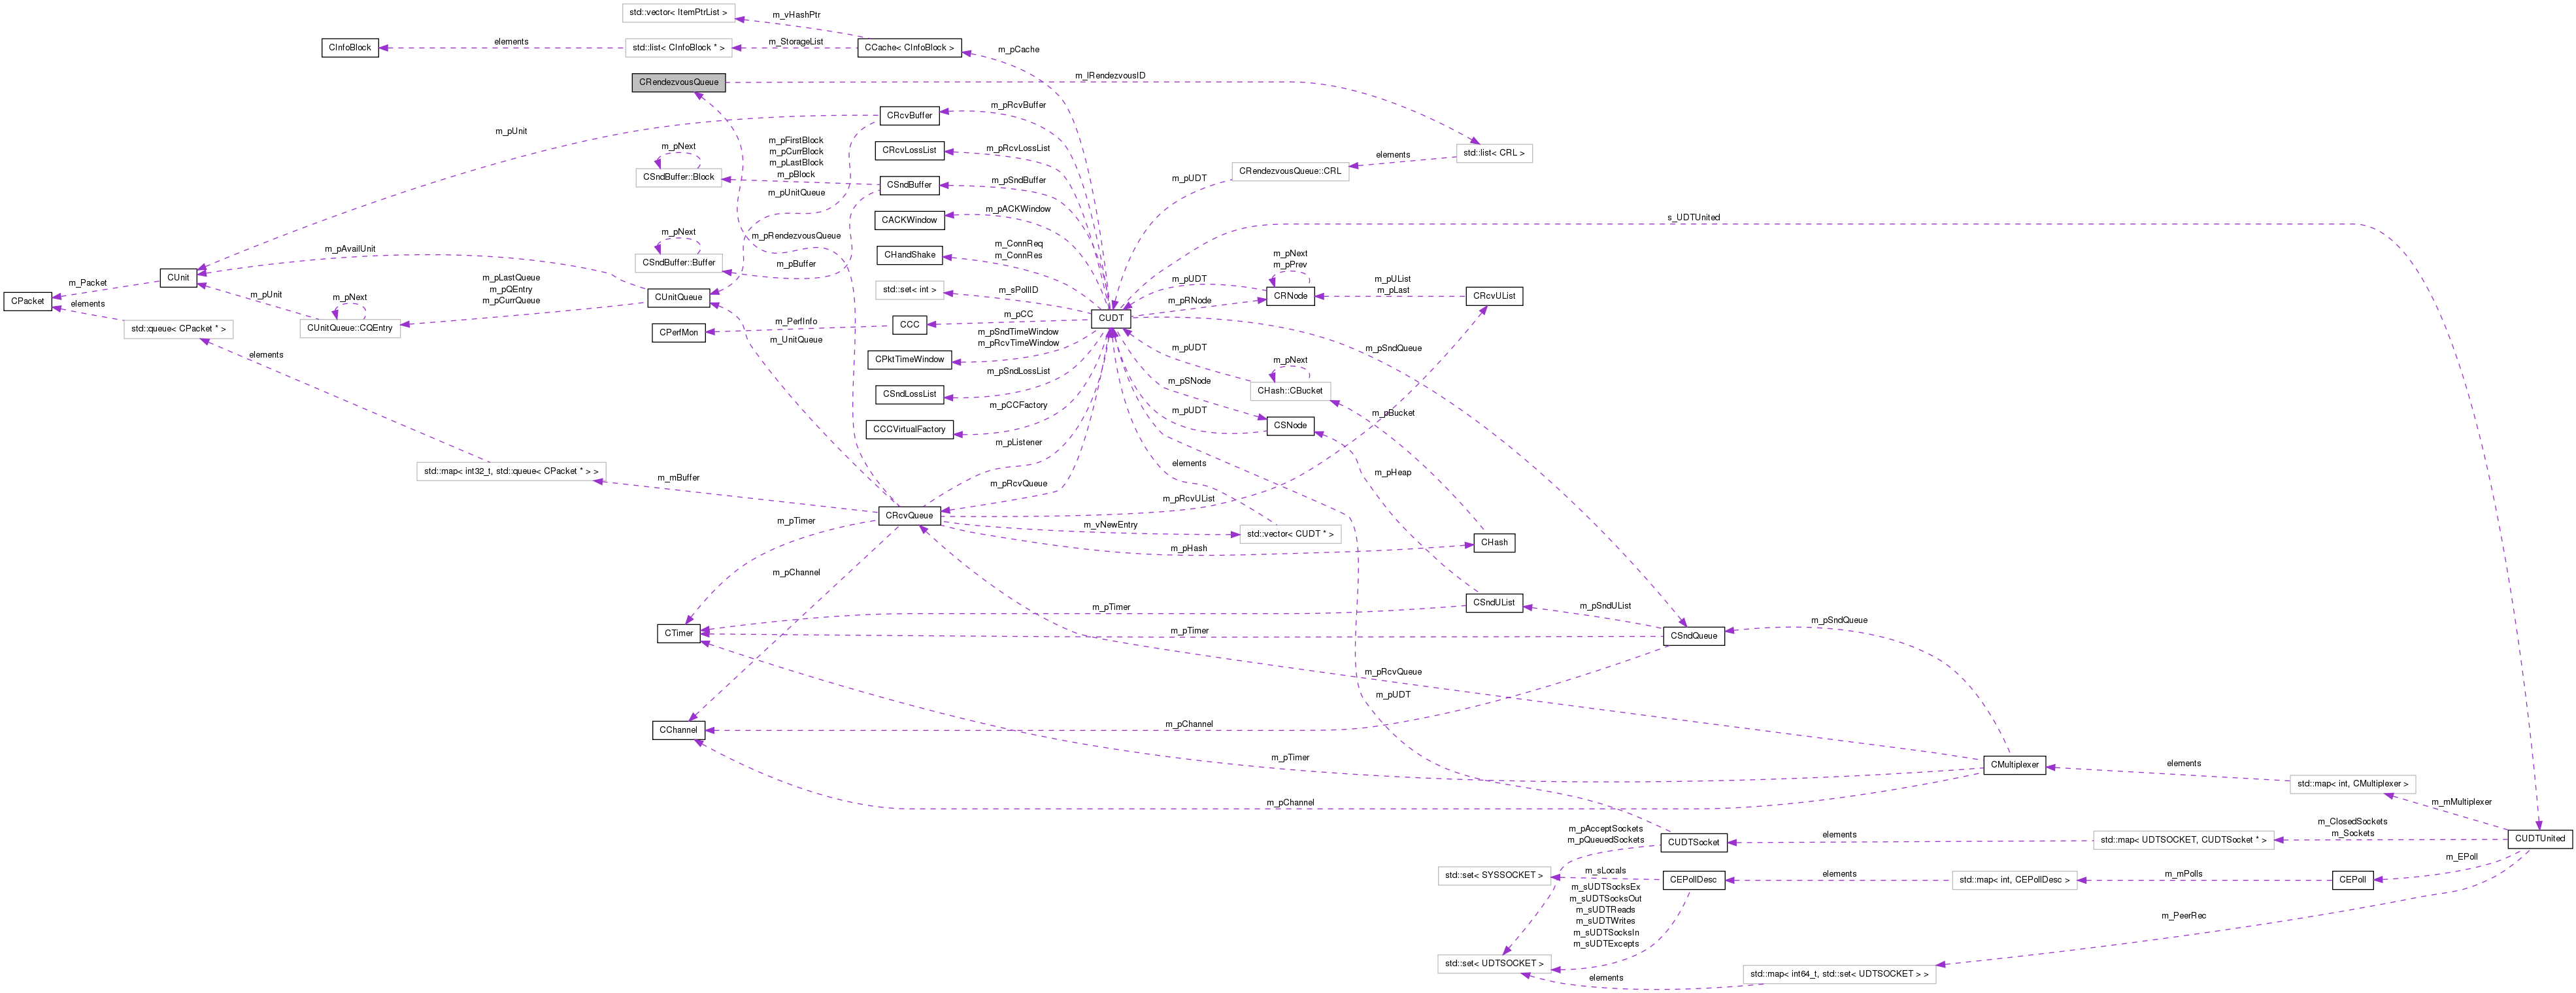 std::vector< ItemPtrList >
m_vHashPtr
CInfoBlock
elements
std::list< CInfoBlock * >
m_StorageList
CCache< CInfoBlock >
m_pCache
CRendezvousQueue
m_lRendezvousID
m_pUnit
CRcvBuffer
m_pRcvBuffer
m_pFirstBlock
m_pCurrBlock
m_pLastBlock
m_pBlock
m_pNext
CSndBuffer::Block
m_pUnitQueue
CRcvLossList
m_pRcvLossList
CSndBuffer
m_pSndBuffer
elements
std::list< CRL >
m_pUDT
CRendezvousQueue::CRL
CACKWindow
m_pACKWindow
s_UDTUnited
m_pNext
CSndBuffer::Buffer
m_pRendezvousQueue
m_pBuffer
CHandShake
m_ConnReq
m_ConnRes
m_pAvailUnit
CUnit
m_Packet
CPacket
elements
std::queue< CPacket * >
m_pUnit
m_pNext
CUnitQueue::CQEntry
m_pLastQueue
m_pQEntry
m_pCurrQueue
CUnitQueue
std::set< int >
m_sPollID
m_pUDT
m_pNext
m_pPrev
CRNode
m_pRNode
m_pUList
m_pLast
CRcvUList
CPerfMon
m_PerfInfo
m_UnitQueue
CCC
m_pCC
CUDT
elements
CPktTimeWindow
m_pSndTimeWindow
m_pRcvTimeWindow
m_pUDT
m_pNext
CHash::CBucket
m_pSndQueue
CSndLossList
m_pSndLossList
m_pSNode
m_pBucket
CCCVirtualFactory
m_pCCFactory
m_pUDT
CSNode
m_pListener
std::map< int32_t, std::queue< CPacket * > >
m_mBuffer
m_pRcvQueue
elements
m_pHeap
m_pRcvUList
CRcvQueue
m_pTimer
m_vNewEntry
std::vector< CUDT * >
m_pHash
CHash
m_pChannel
m_pTimer
CSndUList
m_pSndUList
CTimer
m_pTimer
CSndQueue
m_pSndQueue
m_pRcvQueue
m_pUDT
CChannel
m_pChannel
m_pTimer
CMultiplexer
elements
std::map< int, CMultiplexer >
m_mMultiplexer
m_pChannel
m_pAcceptSockets
m_pQueuedSockets
CUDTSocket
elements
std::map< UDTSOCKET, CUDTSocket * >
m_ClosedSockets
m_Sockets
CUDTUnited
std::set< SYSSOCKET >
m_sLocals
CEPollDesc
elements
std::map< int, CEPollDesc >
m_mPolls
CEPoll
m_EPoll
m_sUDTSocksEx
m_sUDTSocksOut
m_sUDTReads
m_sUDTWrites
m_sUDTSocksIn
m_sUDTExcepts
m_PeerRec
std::set< UDTSOCKET >
elements
std::map< int64_t, std::set< UDTSOCKET > >